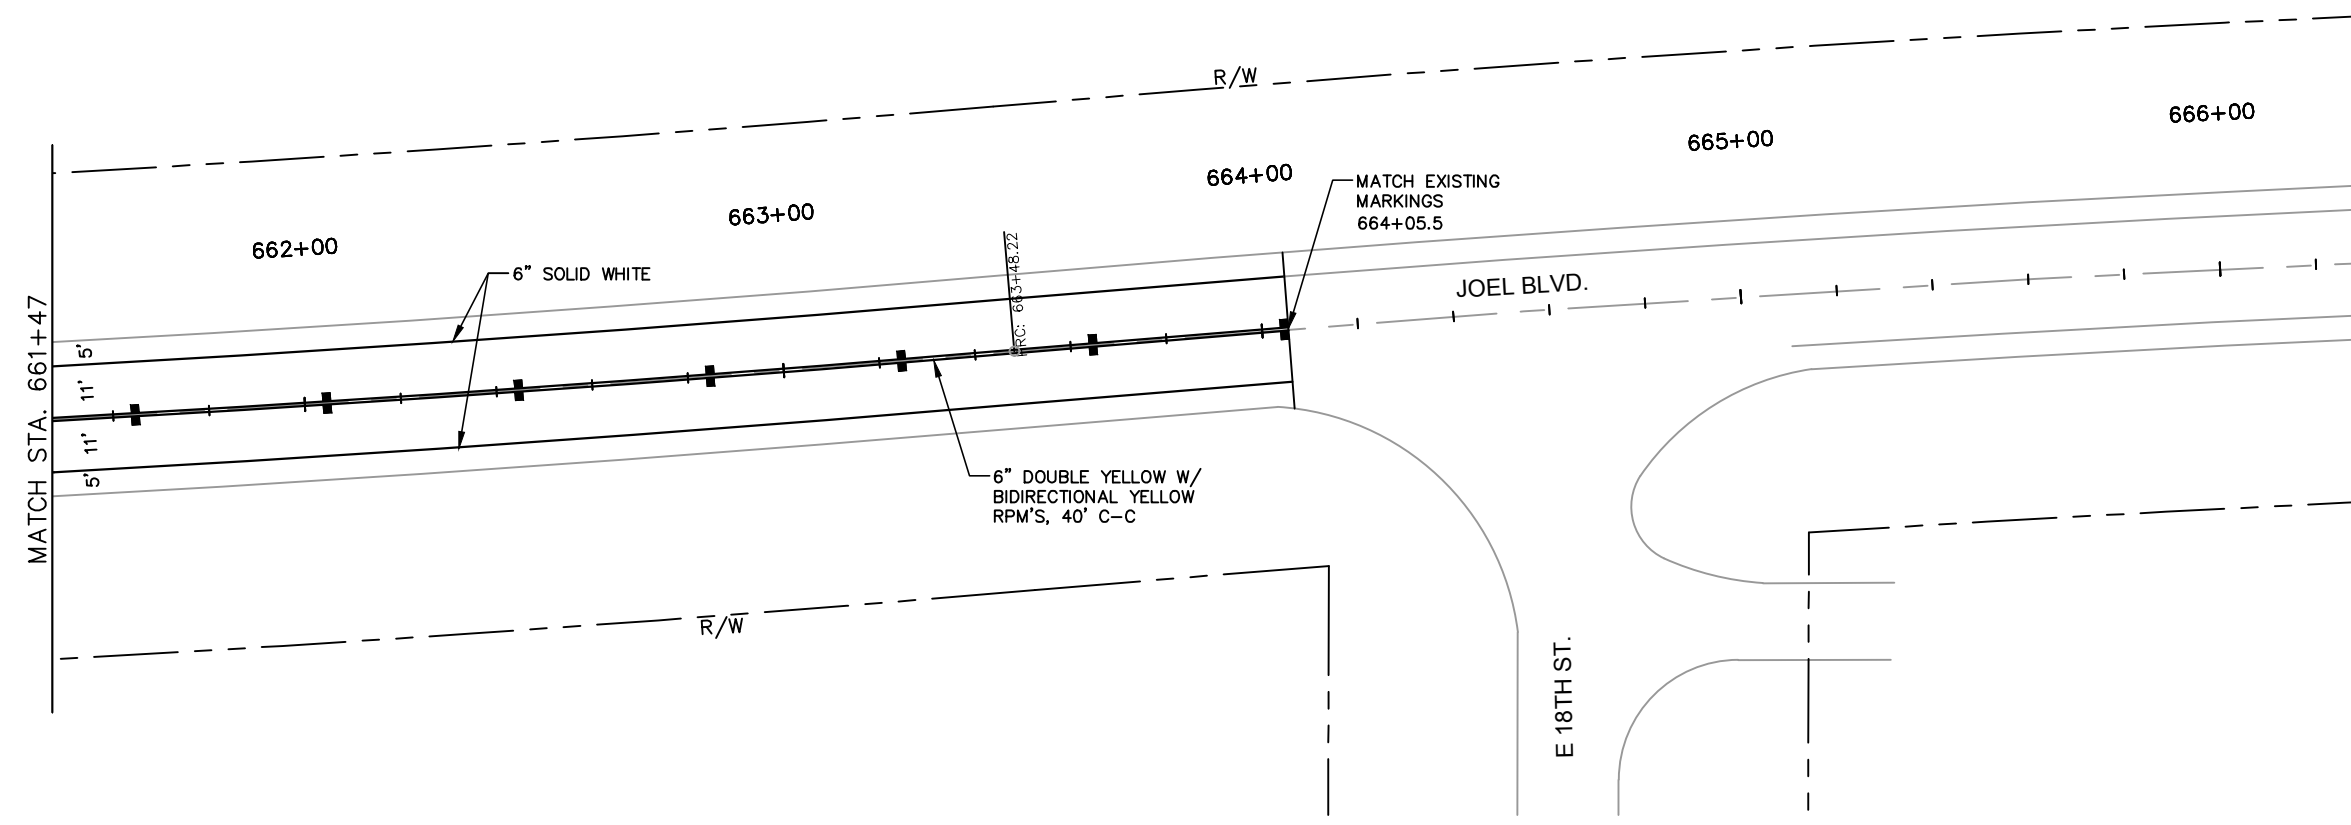 R/W
666+00
665+00
664+00
MATCH EXISTING
MARKINGS
664+05.5
663+00
662+00
6" SOLID WHITE
JOEL BLVD.
PRC: 663+48.22
MATCH STA. 661+47
5'
11'
11'
5'
6" DOUBLE YELLOW W/
BIDIRECTIONAL YELLOW
RPM'S, 40' C-C
R/W
E 18TH ST.